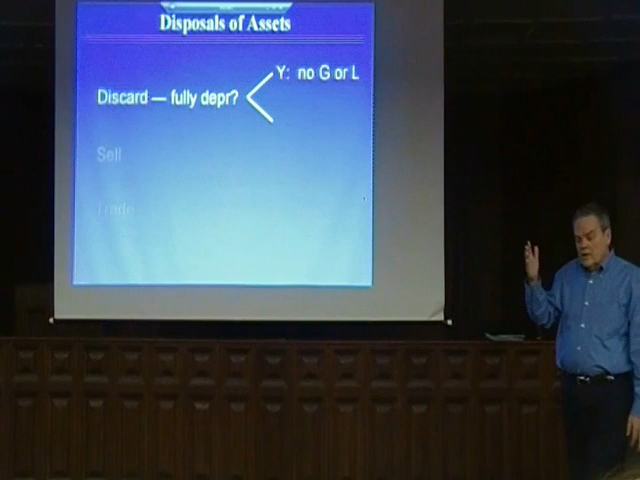 Disposals of Assets
Y: no G or L
Discard — fully depr?
Sell
Trade